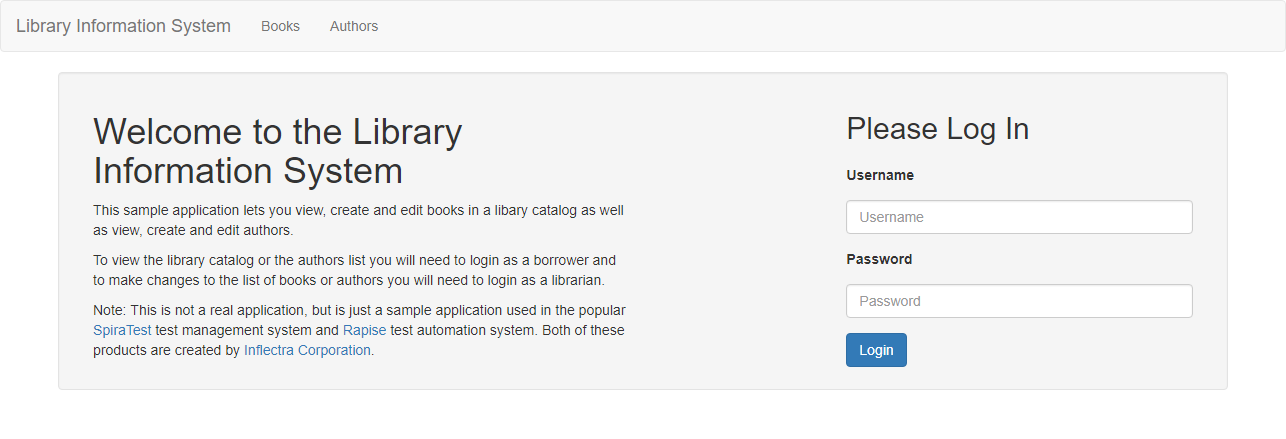 Library Information System Books Authors
Welcome to the Library
Information System
This sample application lets you view, create and edit books in a libary catalog as well
as view, create and edit authors.
To view the library catalog or the authors list you will need to login as a borrower and
to make changes to the list of books or authors you will need to login as a librarian.
Note: This is not a real application, but is just a sample application used in the popular
SpiraTest test management system and Rapise test automation system. Both of these
products are created by Inflectra Corporation.
Please Log In
Username
Username
Password
Password
Login